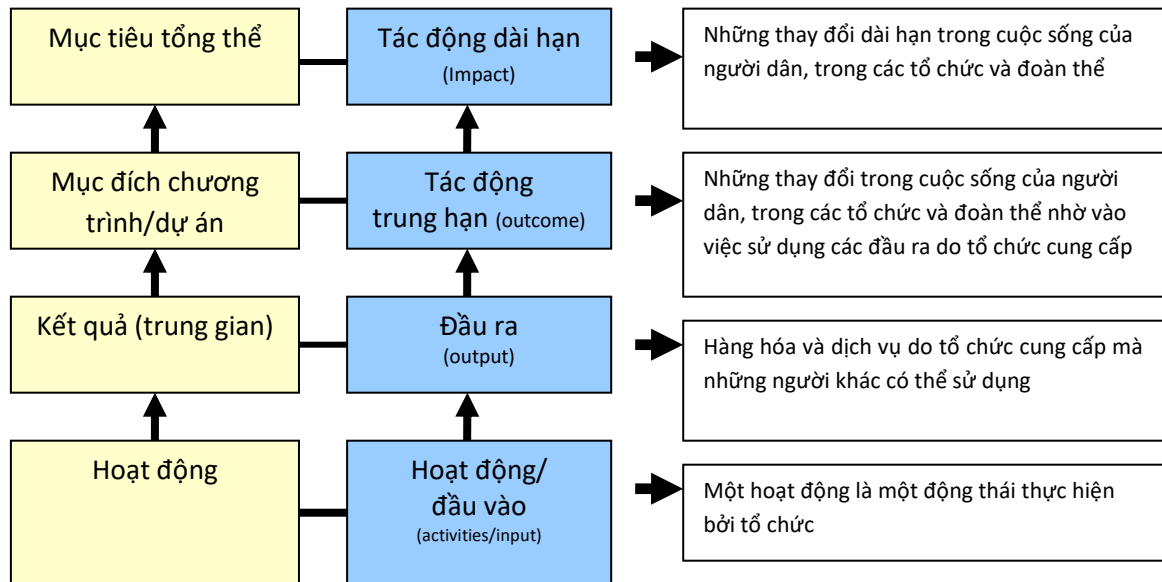 Mục tiêu tổng thể
Tác động dài hạn
(Impact)
Những thay đổi dài hạn trong cuộc sống của
người dân, trong các tổ chức và đoàn thể
Mục đích chương
trình/dự án
Tác động
trung hạn (outcome)
Những thay đổi trong cuộc sống của người
dân, trong các tổ chức và đoàn thể nhờ vào
việc sử dụng các đầu ra do tổ chức cung cấp
Kết quả (trung gian)
Đầu ra
(output)
Hàng hóa và dịch vụ do tổ chức cung cấp mà
những người khác có thể sử dụng
Hoạt động
Hoạt động/
đầu vào
(activities/input)
Một hoạt động là một động thái thực hiện
bởi tổ chức